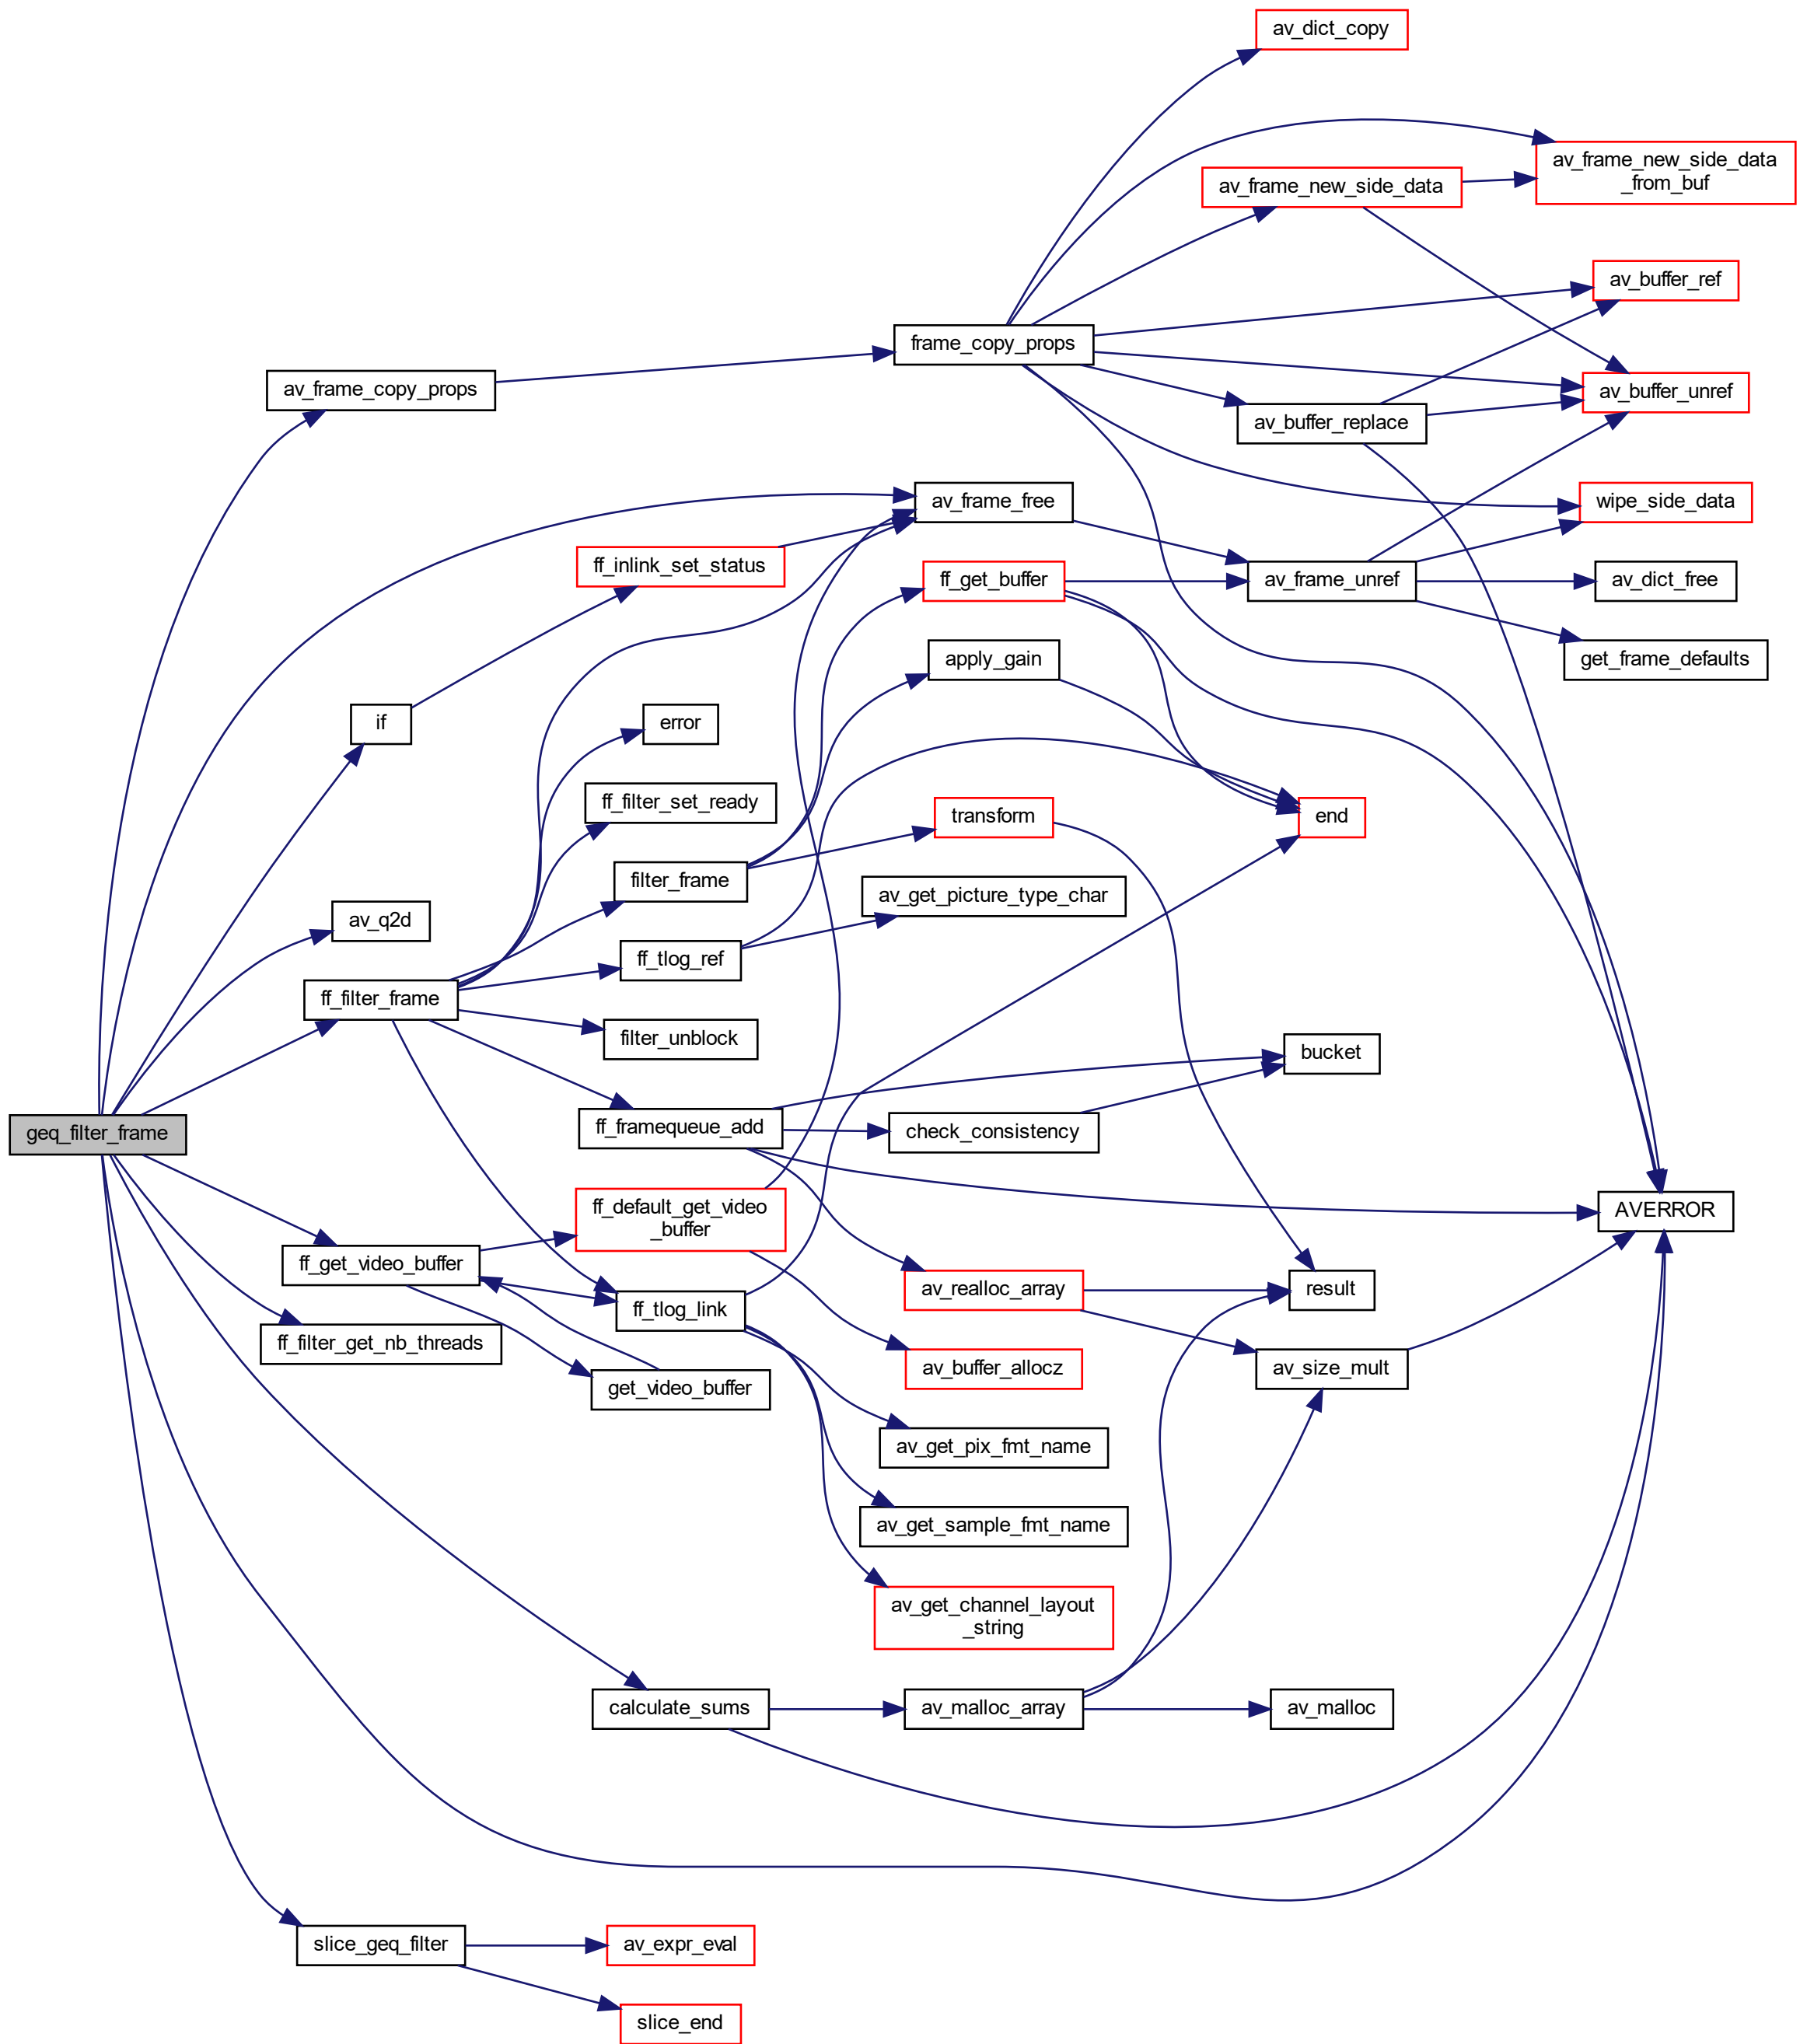 av_dict_copy
av_frame_new_side_data
_from_buf
av_frame_new_side_data
av_buffer_ref
frame_copy_props
av_frame_copy_props
av_buffer_unref
av_buffer_replace
av_frame_free
wipe_side_data
ff_inlink_set_status
ff_get_buffer
av_frame_unref
av_dict_free
apply_gain
get_frame_defaults
if
error
ff_filter_set_ready
transform
end
filter_frame
av_get_picture_type_char
av_q2d
ff_tlog_ref
ff_filter_frame
filter_unblock
bucket
geq_filter_frame
ff_framequeue_add
check_consistency
ff_default_get_video
_buffer
AVERROR
ff_get_video_buffer
av_realloc_array
result
ff_tlog_link
ff_filter_get_nb_threads
av_buffer_allocz
av_size_mult
get_video_buffer
av_get_pix_fmt_name
av_get_sample_fmt_name
av_get_channel_layout
_string
calculate_sums
av_malloc_array
av_malloc
slice_geq_filter
av_expr_eval
slice_end